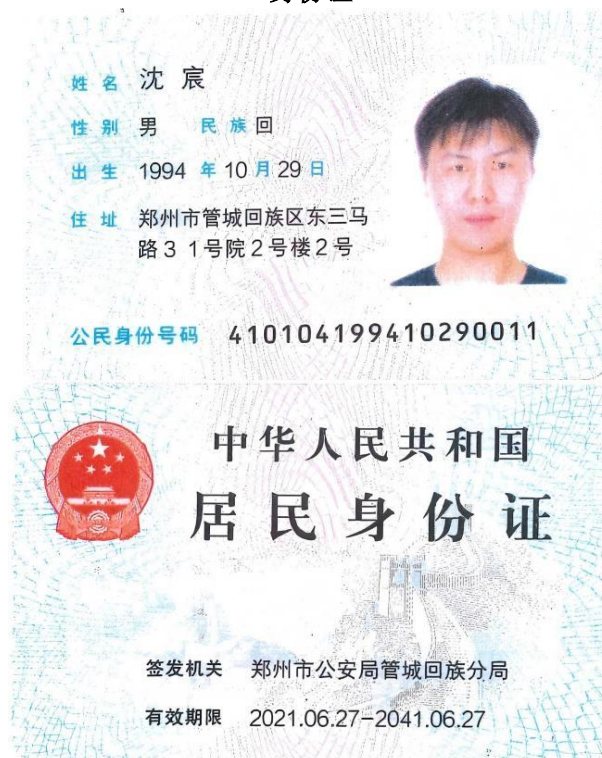 姓名 沈宸
性别 男 民族 回
出生 1994 年 10 月 29 日
住址 郑州市管城回族区东三马
路31号院2号楼2号
公民身份号码 410104199410290011
中华人民共和国
居民身份证
签发机关 郑州市公安局管城回族分局
有效期限 2021.06.27-2041.06.27